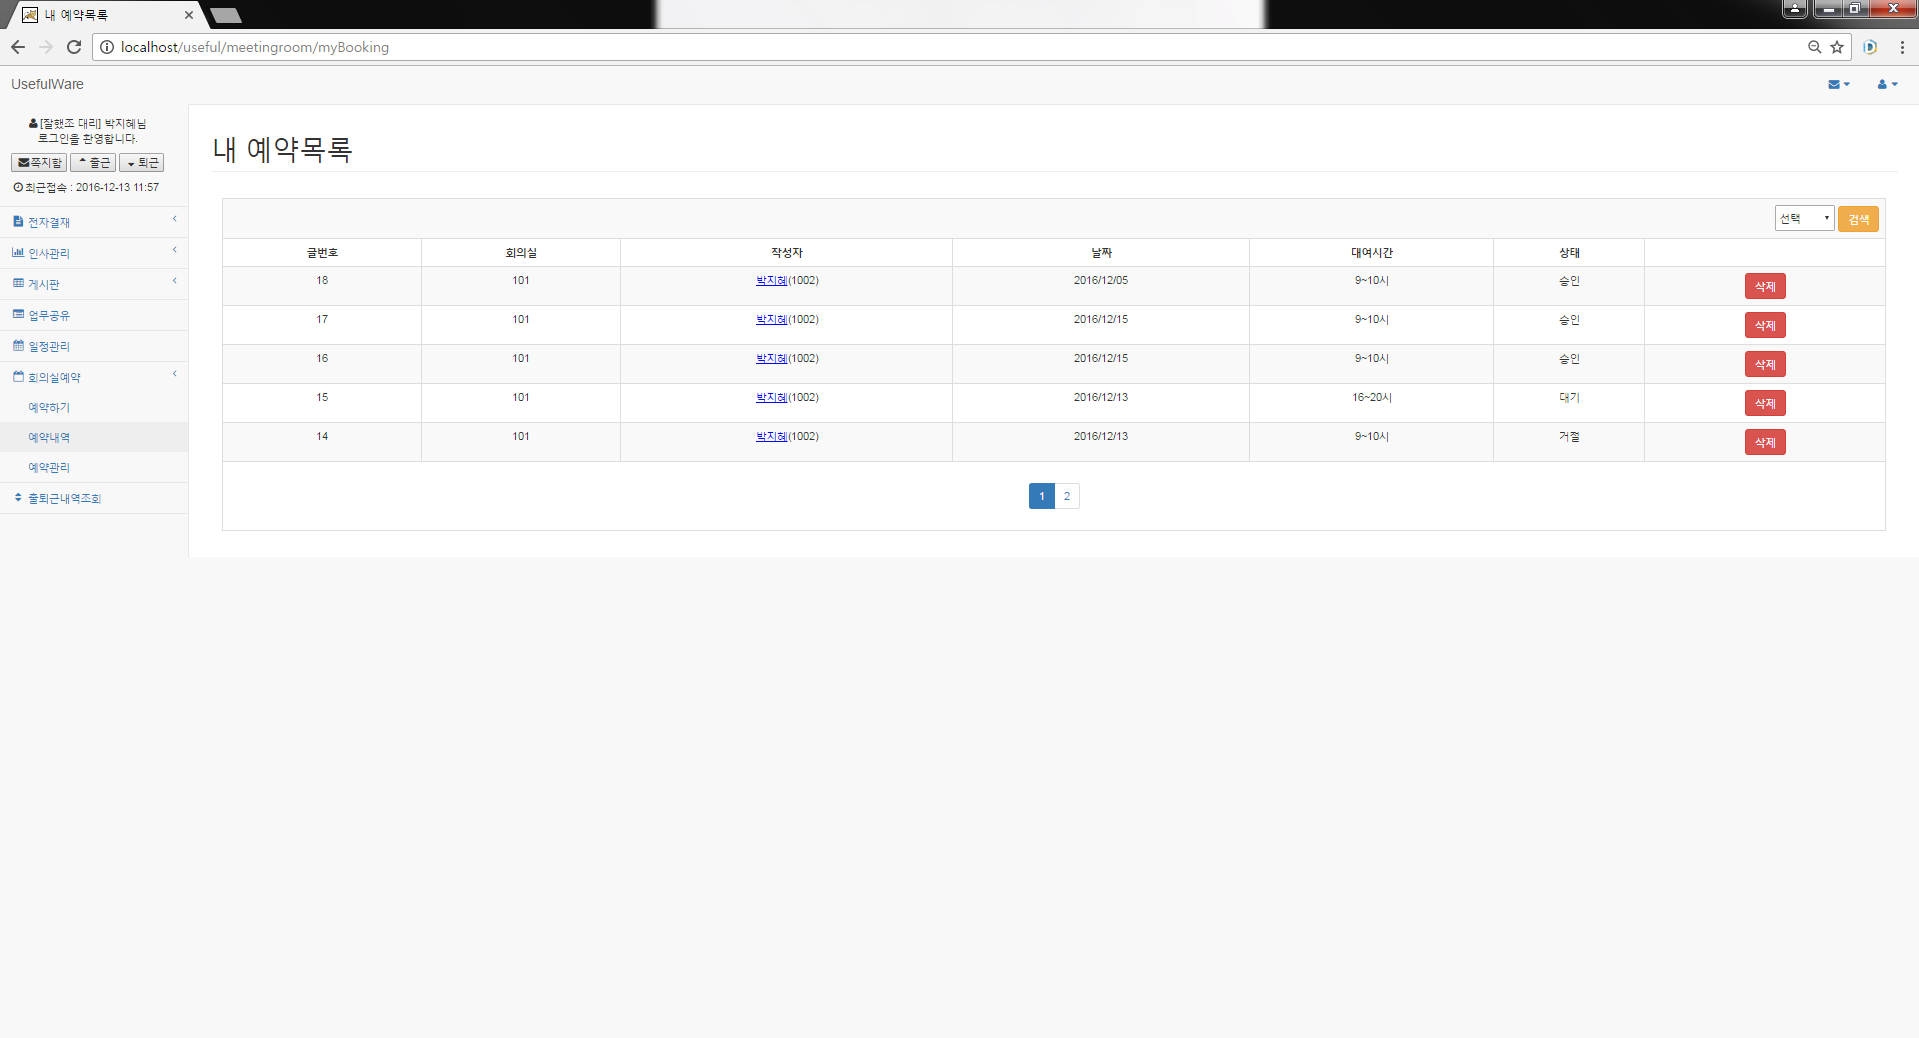 내 예약목록
localhost/useful/meetingroom/myBooking
UsefulWare
[잘했조 대리] 박지혜님
로그인을 환영합니다.
쪽지함 출근 퇴근
최근접속 : 2016-12-13 11:57
전자결재
인사관리
게시판
업무공유
일정관리
회의실예약
예약하기
예약내역
예약관리
출퇴근내역조회
내 예약목록
선택 검색
글번호 회의실 작성자 날짜 대여시간 상태
18 101 박지혜(1002) 2016/12/05 9~10시 승인 삭제
17 101 박지혜(1002) 2016/12/15 9~10시 승인 삭제
16 101 박지혜(1002) 2016/12/15 9~10시 승인 삭제
15 101 박지혜(1002) 2016/12/13 16~20시 대기 삭제
14 101 박지혜(1002) 2016/12/13 9~10시 거절 삭제
1 2